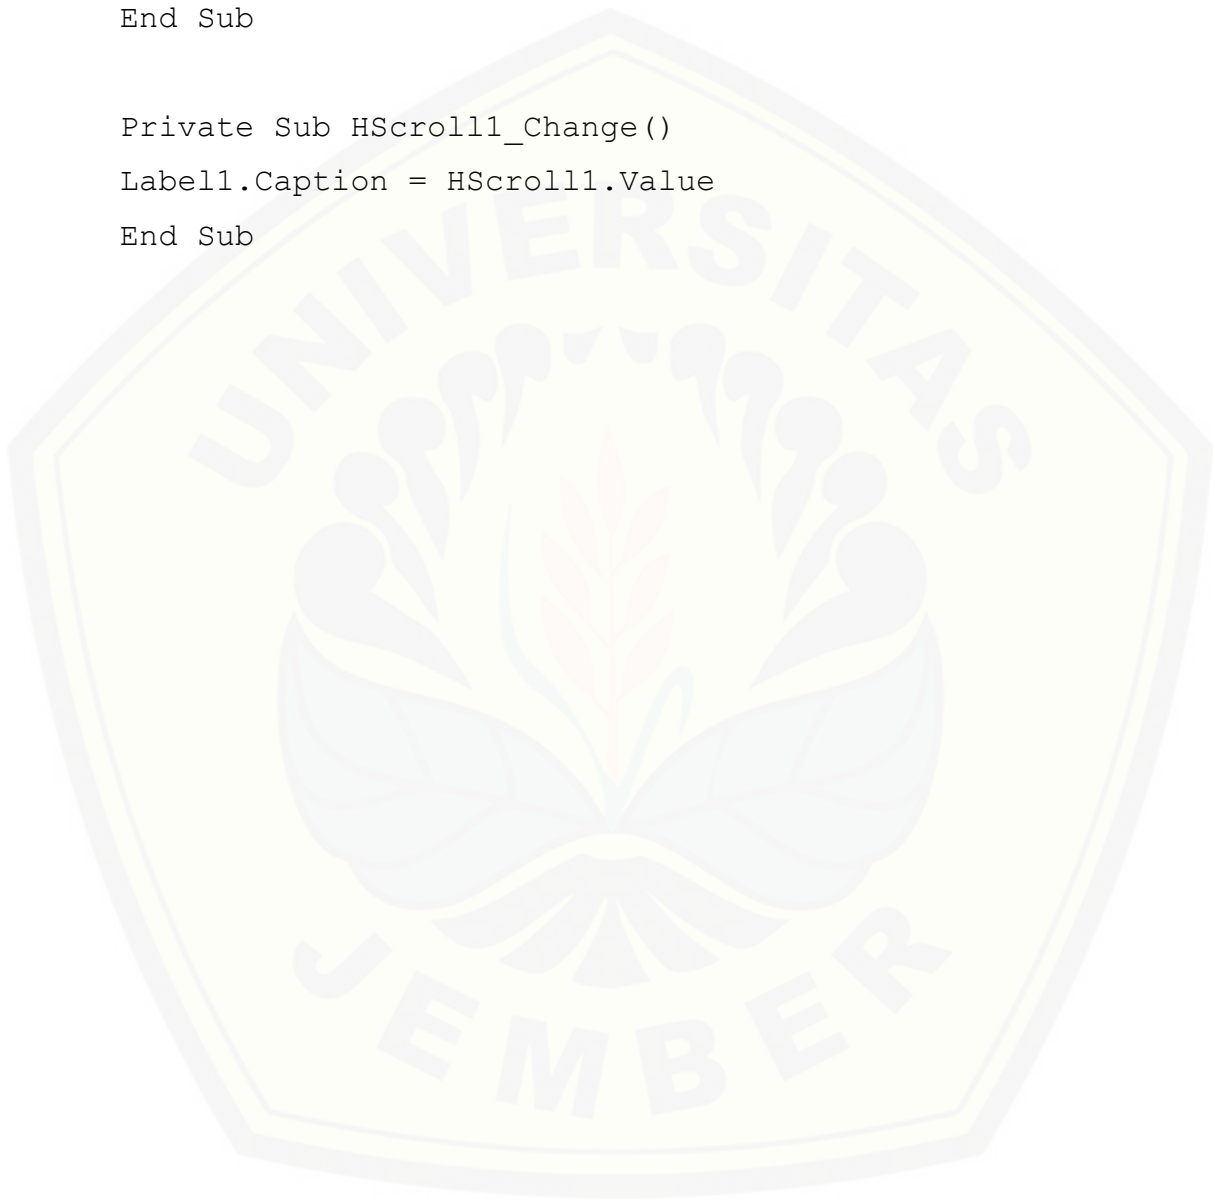 End Sub
Private Sub HScroll1_Change()
Label1.Caption = HScroll1.Value
End Sub
UNIVERSITAS
JEMBER